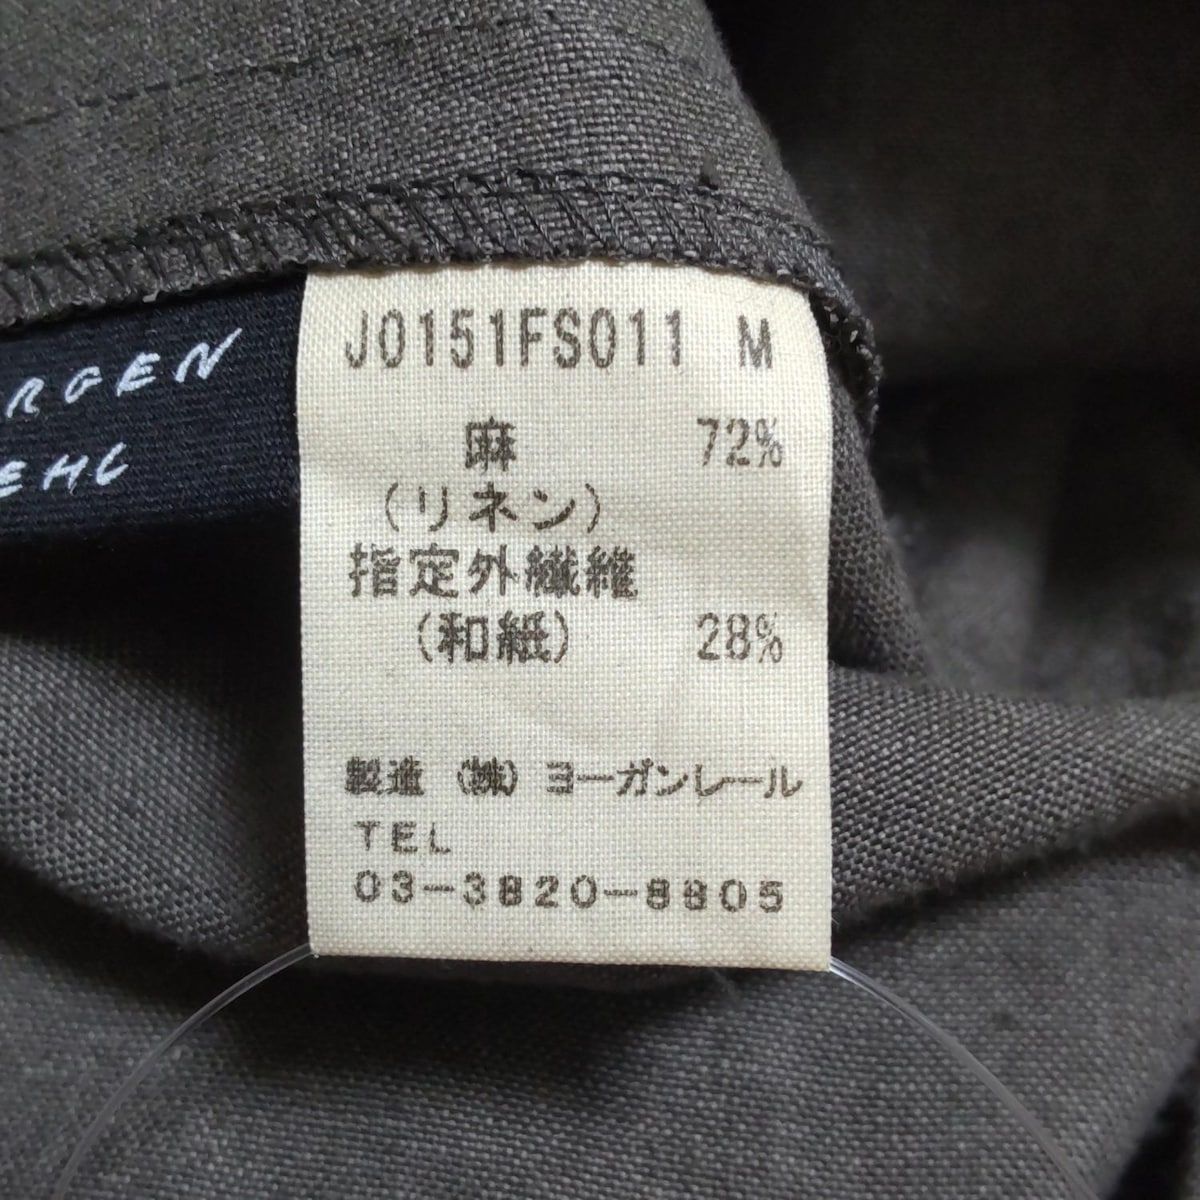 RGEN
EHL
J0151FS011 M
麻 72%
(リネン)
指定外繊維
(和紙) 28%
製造 (株) ヨーガンレール
TEL
03-3820-8805